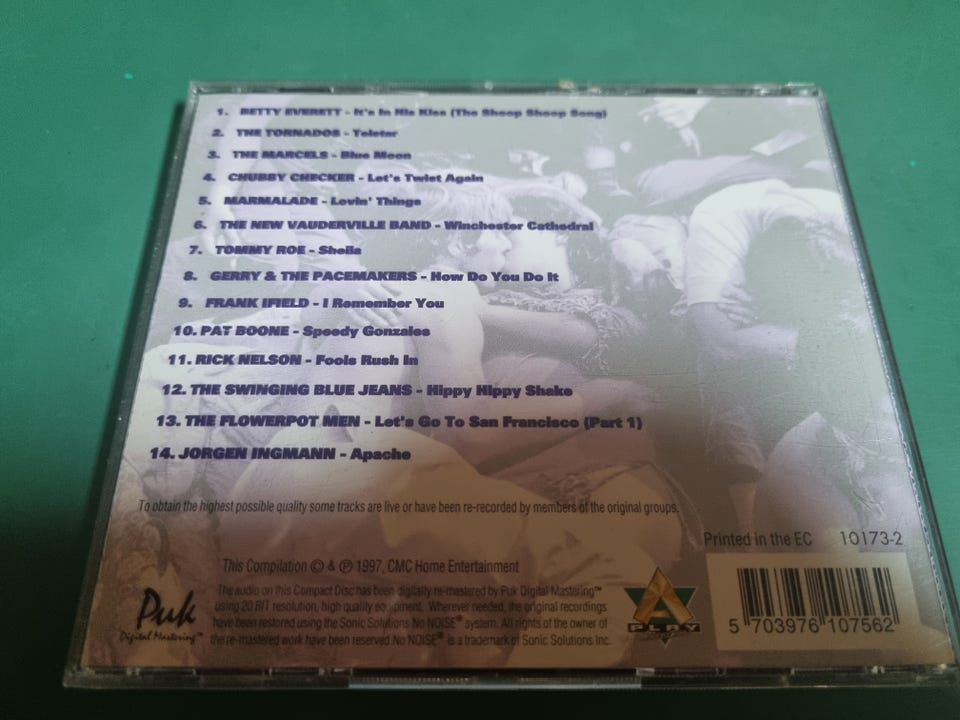 1. BETTY EVERETT - It's In His Kiss (The Shoop Shoop Song)
2. THE TORNADOS - Telstar
3. THE MARCELS - Blue Moon
4. CHUBBY CHECKER - Let's Twist Again
5. MARMALADE - Lovin' Things
6. THE NEW VAUDERVILLE BAND - Winchester Cathedral
7. TOMMY ROE - Sheila
8. GERRY & THE PACEMAKERS - How Do You Do It
9. FRANK IFIELD - I Remember You
10. PAT BOONE - Speedy Gonzales
11. RICK NELSON - Fools Rush In
12. THE SWINGING BLUE JEANS - Hippy Hippy Shake
13. THE FLOWERPOT MEN - Let's Go To San Francisco (Part 1)
14. JORGEN INGMANN - Apache
To obtain the highest possible quality some tracks are live or have been re-recorded by members of the original groups.
Printed in the EC 10173-2
This Compilation © & ℗ 1997, CMC Home Entertainment
The audio on this Compact Disc has been digitally re-mastered by Puk Digital Mastering™
using 20 BIT resolution, high quality equipment. Wherever needed, the original recordings
have been restored using the Sonic Solutions No NOISE® system. All rights of the owner of
the re-mastered work have been reserved No NOISE® is a trademark of Sonic Solutions Inc.
Puk
Digital Mastering™
A
PLAY
5 703976 107562